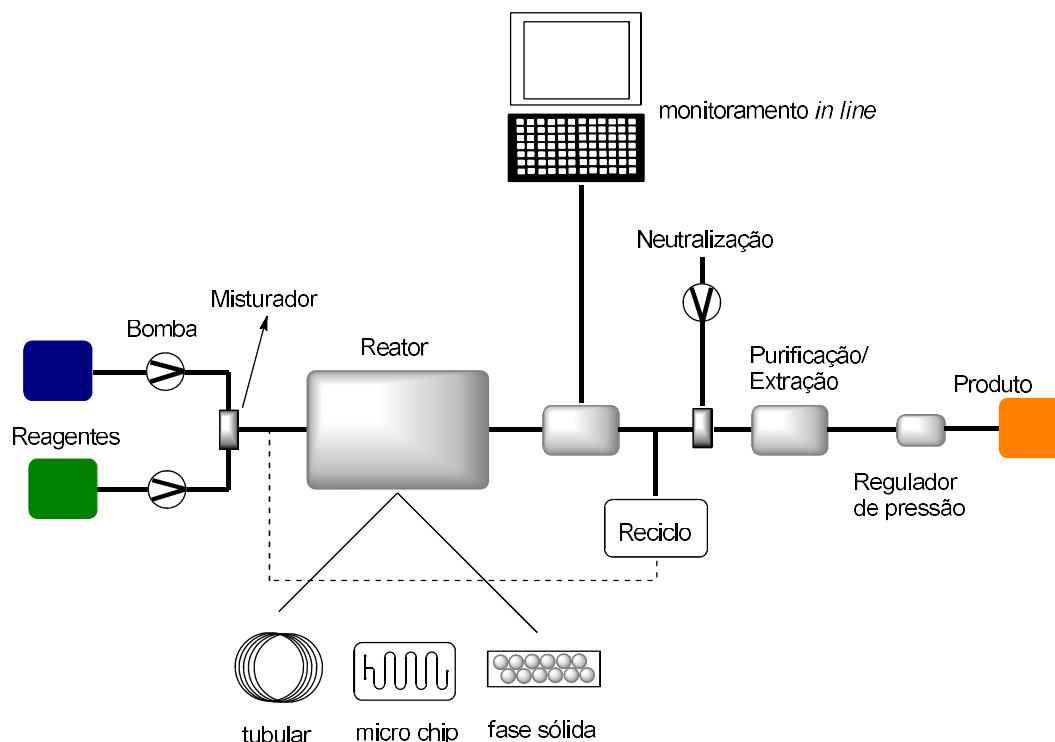 monitoramento in line
Neutralização
Misturador
Bomba
Reator
Purificação/
Extração
Produto
Reagentes
Regulador
de pressão
Reciclo
tubular
micro chip
fase sólida